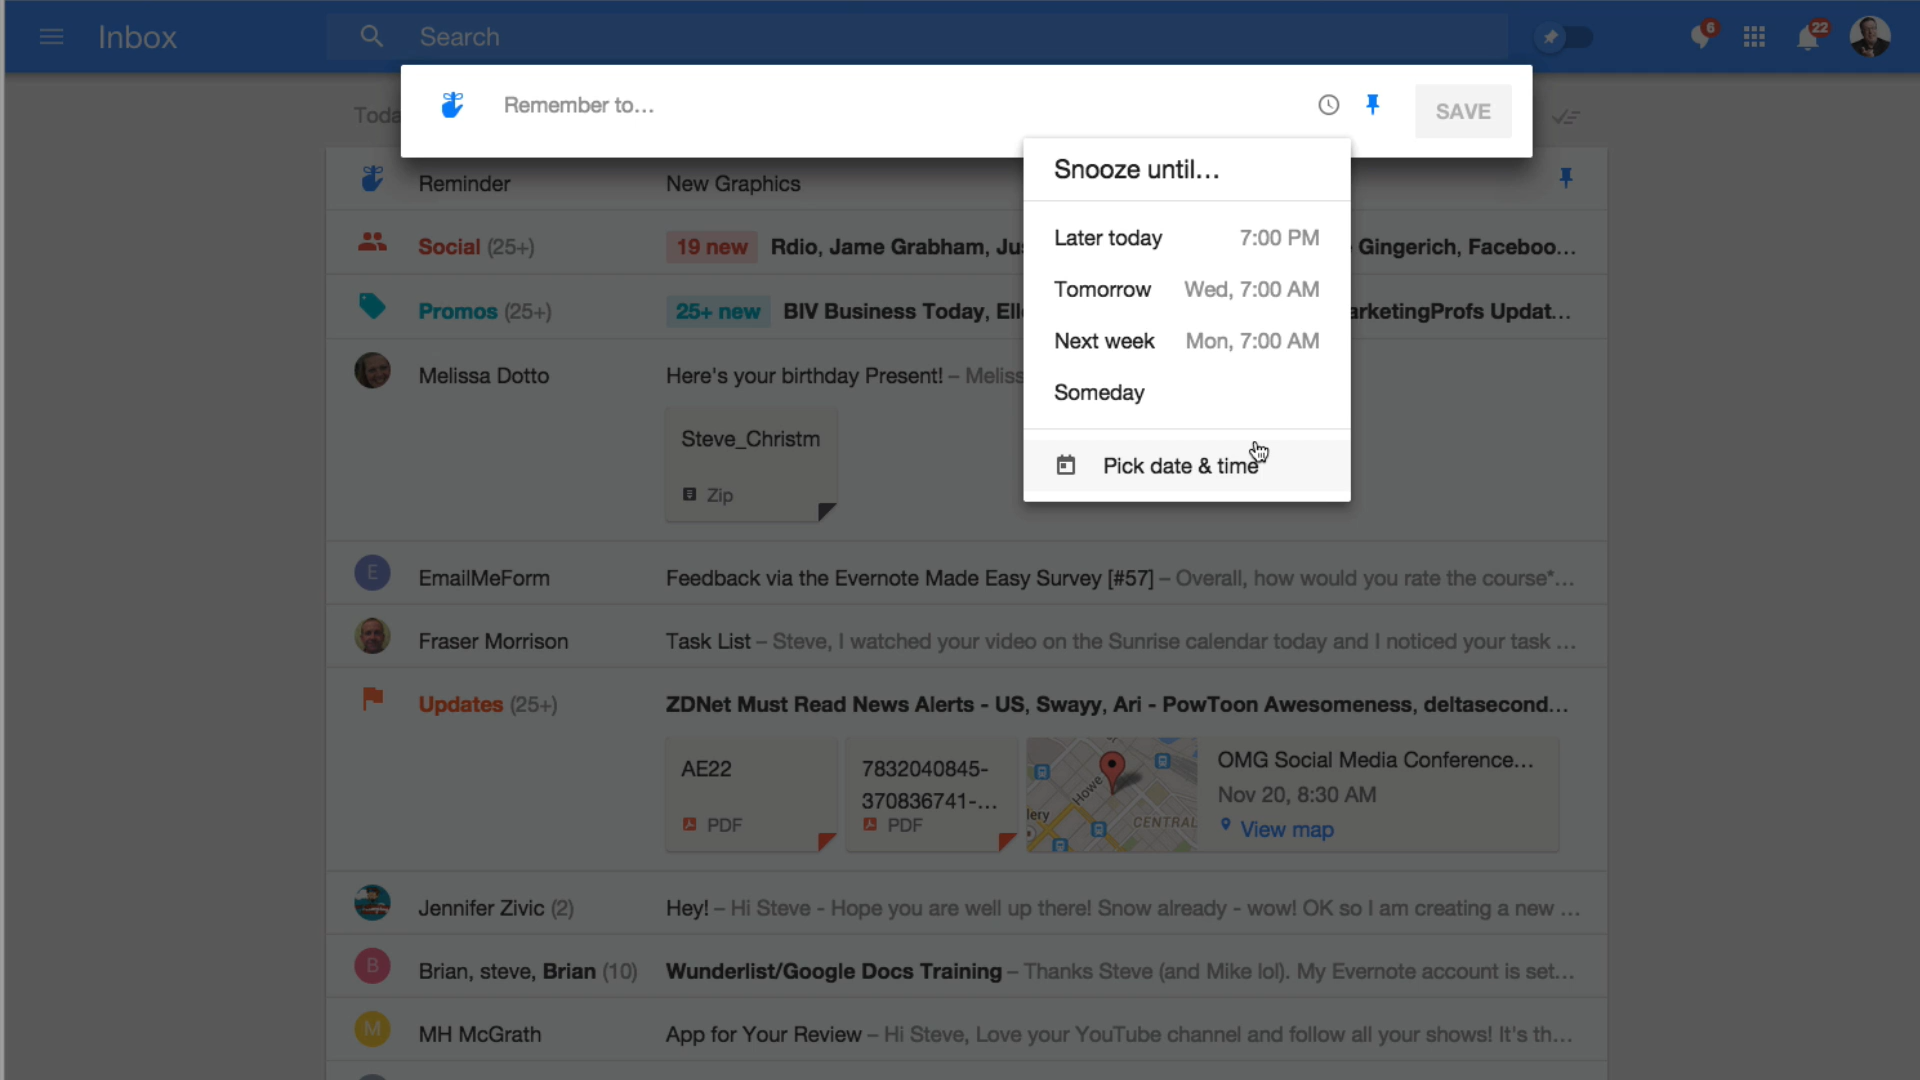 Inbox
Search
6
22
Remember to...
SAVE
Toda
Snooze until...
Later today 7:00 PM
Tomorrow Wed, 7:00 AM
Next week Mon, 7:00 AM
Someday
Pick date & time
Reminder New Graphics
Social (25+) 19 new Rdio, Jame Grabham, Ju Gingerich, Faceboo...
Promos (25+) 25+ new BIV Business Today, Ell arketingProfs Updat...
Melissa Dotto Here's your birthday Present! – Meliss
Steve_Christm
Zip
E EmailMeForm Feedback via the Evernote Made Easy Survey [#57] – Overall, how would you rate the course*...
Fraser Morrison Task List – Steve, I watched your video on the Sunrise calendar today and I noticed your task ...
Updates (25+) ZDNet Must Read News Alerts - US, Swayy, Ari - PowToon Awesomeness, deltasecond...
AE22
PDF
7832040845-
370836741-...
PDF
Howe
lery
CENTRAL
OMG Social Media Conference...
Nov 20, 8:30 AM
View map
Jennifer Zivic (2) Hey! – Hi Steve - Hope you are well up there! Snow already - wow! OK so I am creating a new ...
B Brian, steve, Brian (10) Wunderlist/Google Docs Training – Thanks Steve (and Mike lol). My Evernote account is set...
M MH McGrath App for Your Review – Hi Steve, Love your YouTube channel and follow all your shows! It's th...